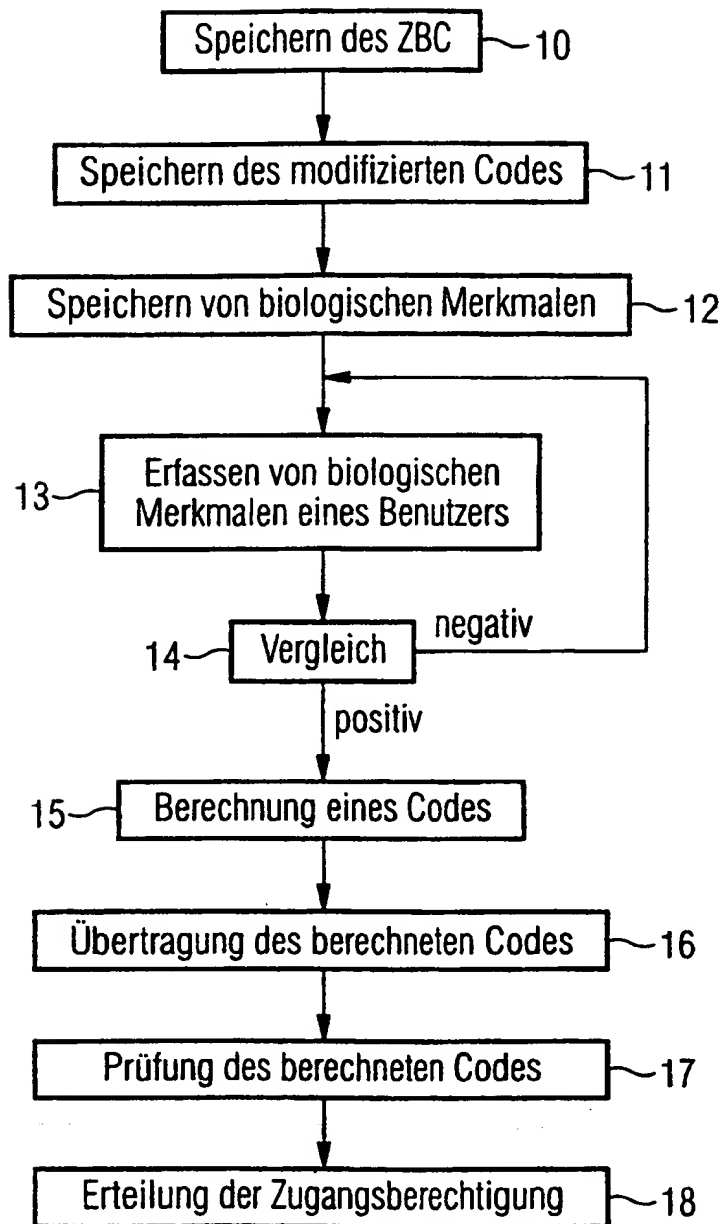 Speichern des ZBC 10
Speichern des modifizierten Codes 11
Speichern von biologischen Merkmalen 12
13 Erfassen von biologischen
Merkmalen eines Benutzers
14 Vergleich negativ
positiv
15 Berechnung eines Codes
Übertragung des berechneten Codes 16
Prüfung des berechneten Codes 17
Erteilung der Zugangsberechtigung 18